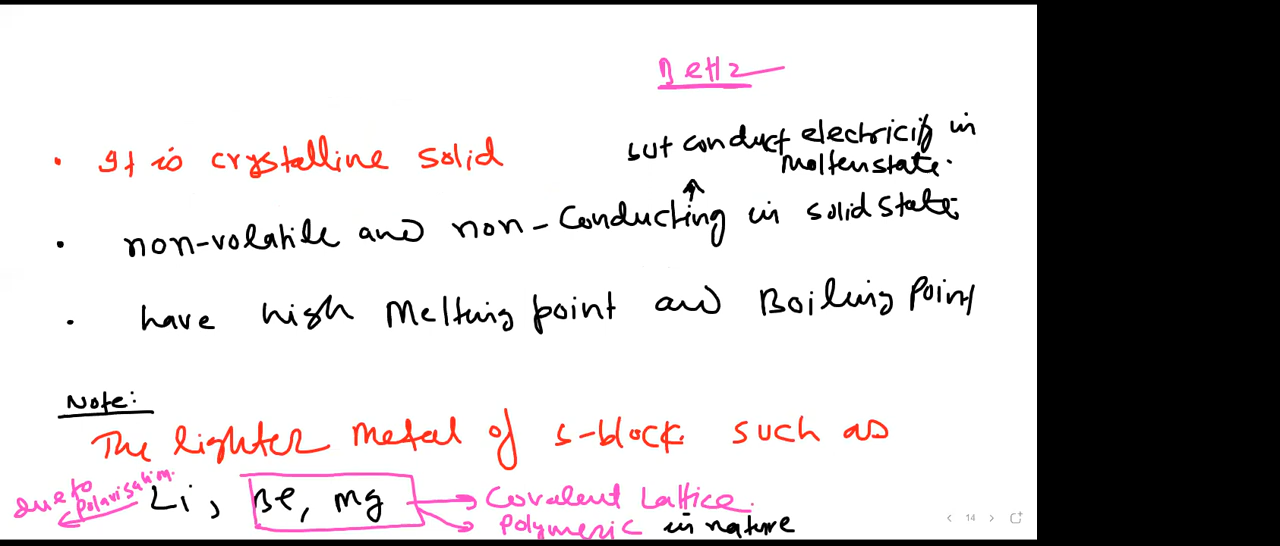 BeH2
but conduct electricity in
molten state.
• It is crystalline solid
• non-volatile and non-conducting in solid state
• have high melting point and Boiling Point
Note:
The lighter metal of s-block such as
due to
polarisation.
Li, Be, mg
Covalent Lattice.
Polymeric in nature
14